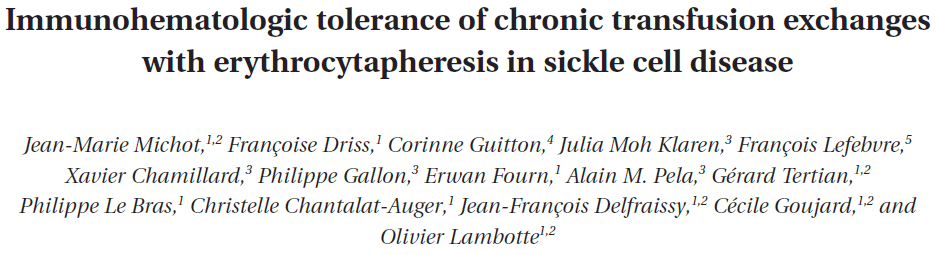 Immunohematologic tolerance of chronic transfusion exchanges
with erythrocytapheresis in sickle cell disease
Jean-Marie Michot,1,2 Françoise Driss,1 Corinne Guitton,4 Julia Moh Klaren,3 François Lefebvre,5
Xavier Chamillard,3 Philippe Gallon,3 Erwan Fourn,1 Alain M. Pela,3 Gérard Tertian,1,2
Philippe Le Bras,1 Christelle Chantalat-Auger,1 Jean-François Delfraissy,1,2 Cécile Goujard,1,2 and
Olivier Lambotte1,2